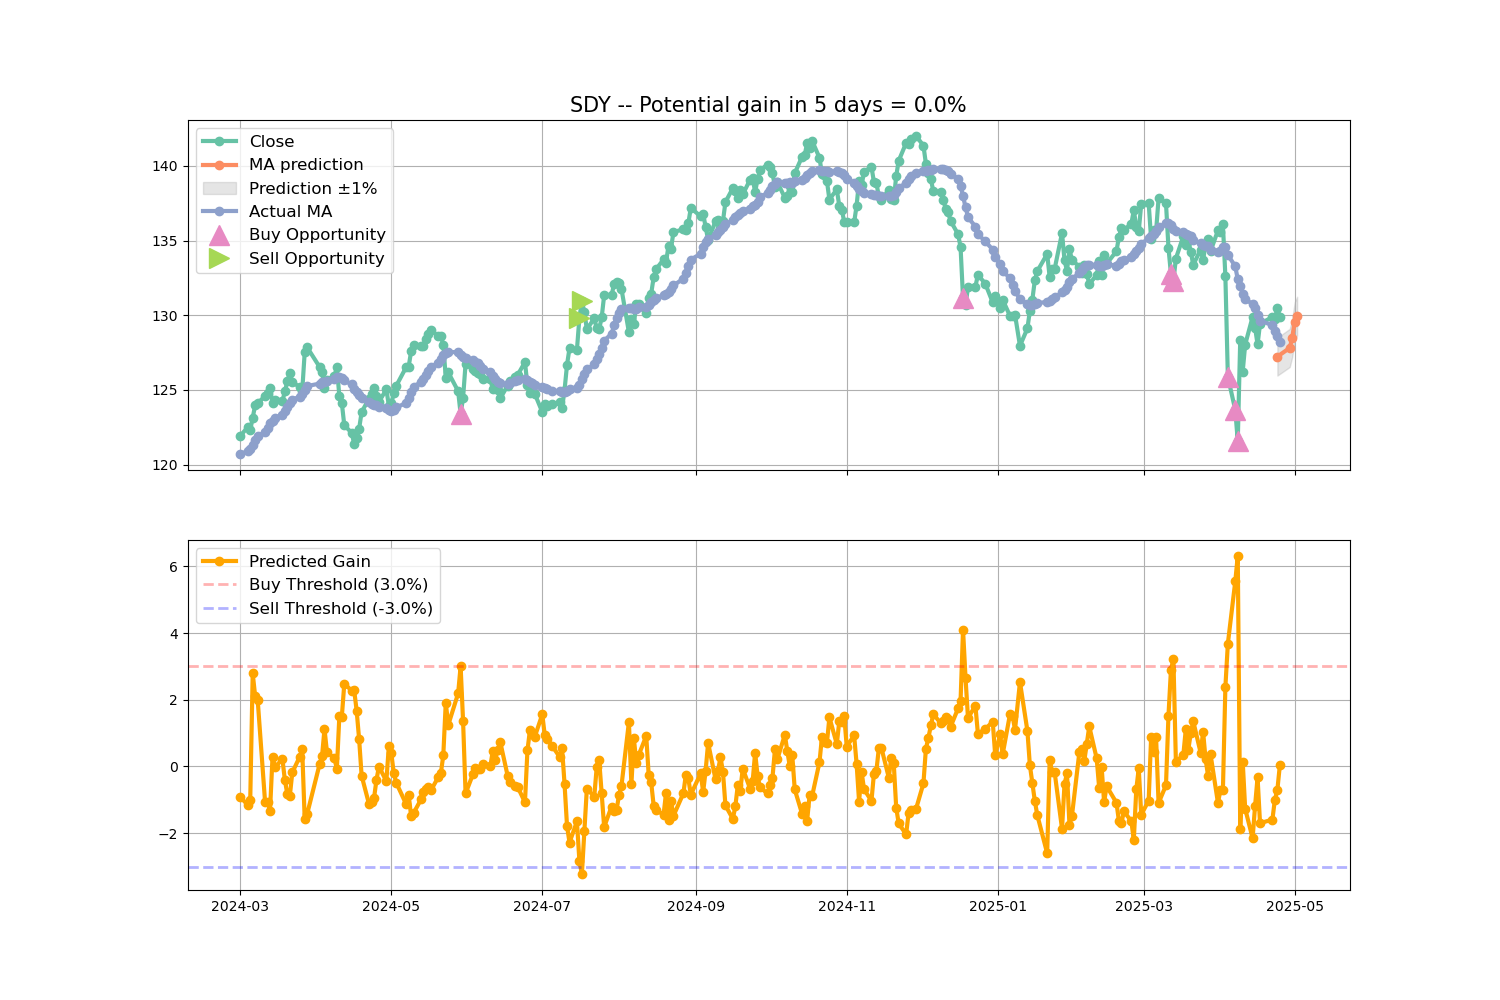 SDY -- Potential gain in 5 days = 0.0%
Close
MA prediction
Prediction ±1%
Actual MA
Buy Opportunity
Sell Opportunity
140
135
130
125
120
Predicted Gain
Buy Threshold (3.0%)
Sell Threshold (-3.0%)
6
4
2
0
−2
2024-03 2024-05 2024-07 2024-09 2024-11 2025-01 2025-03 2025-05